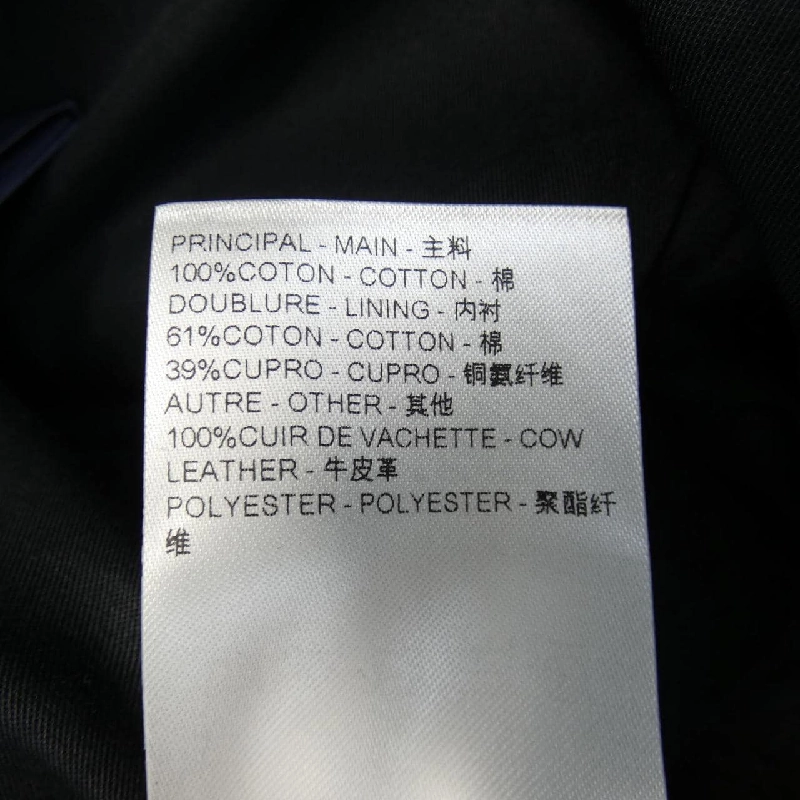 PRINCIPAL - MAIN - 主料
100%COTON - COTTON - 棉
DOUBLURE - LINING - 内衬
61%COTON - COTTON - 棉
39%CUPRO - CUPRO - 铜氨纤维
AUTRE - OTHER - 其他
100%CUIR DE VACHETTE - COW
LEATHER - 牛皮革
POLYESTER - POLYESTER - 聚酯纤
维